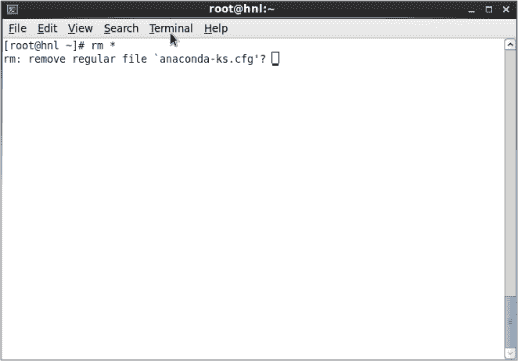 root@hnl:~
File Edit View Search Terminal Help
[root@hnl ~]# rm *
rm: remove regular file `anaconda-ks.cfg'?